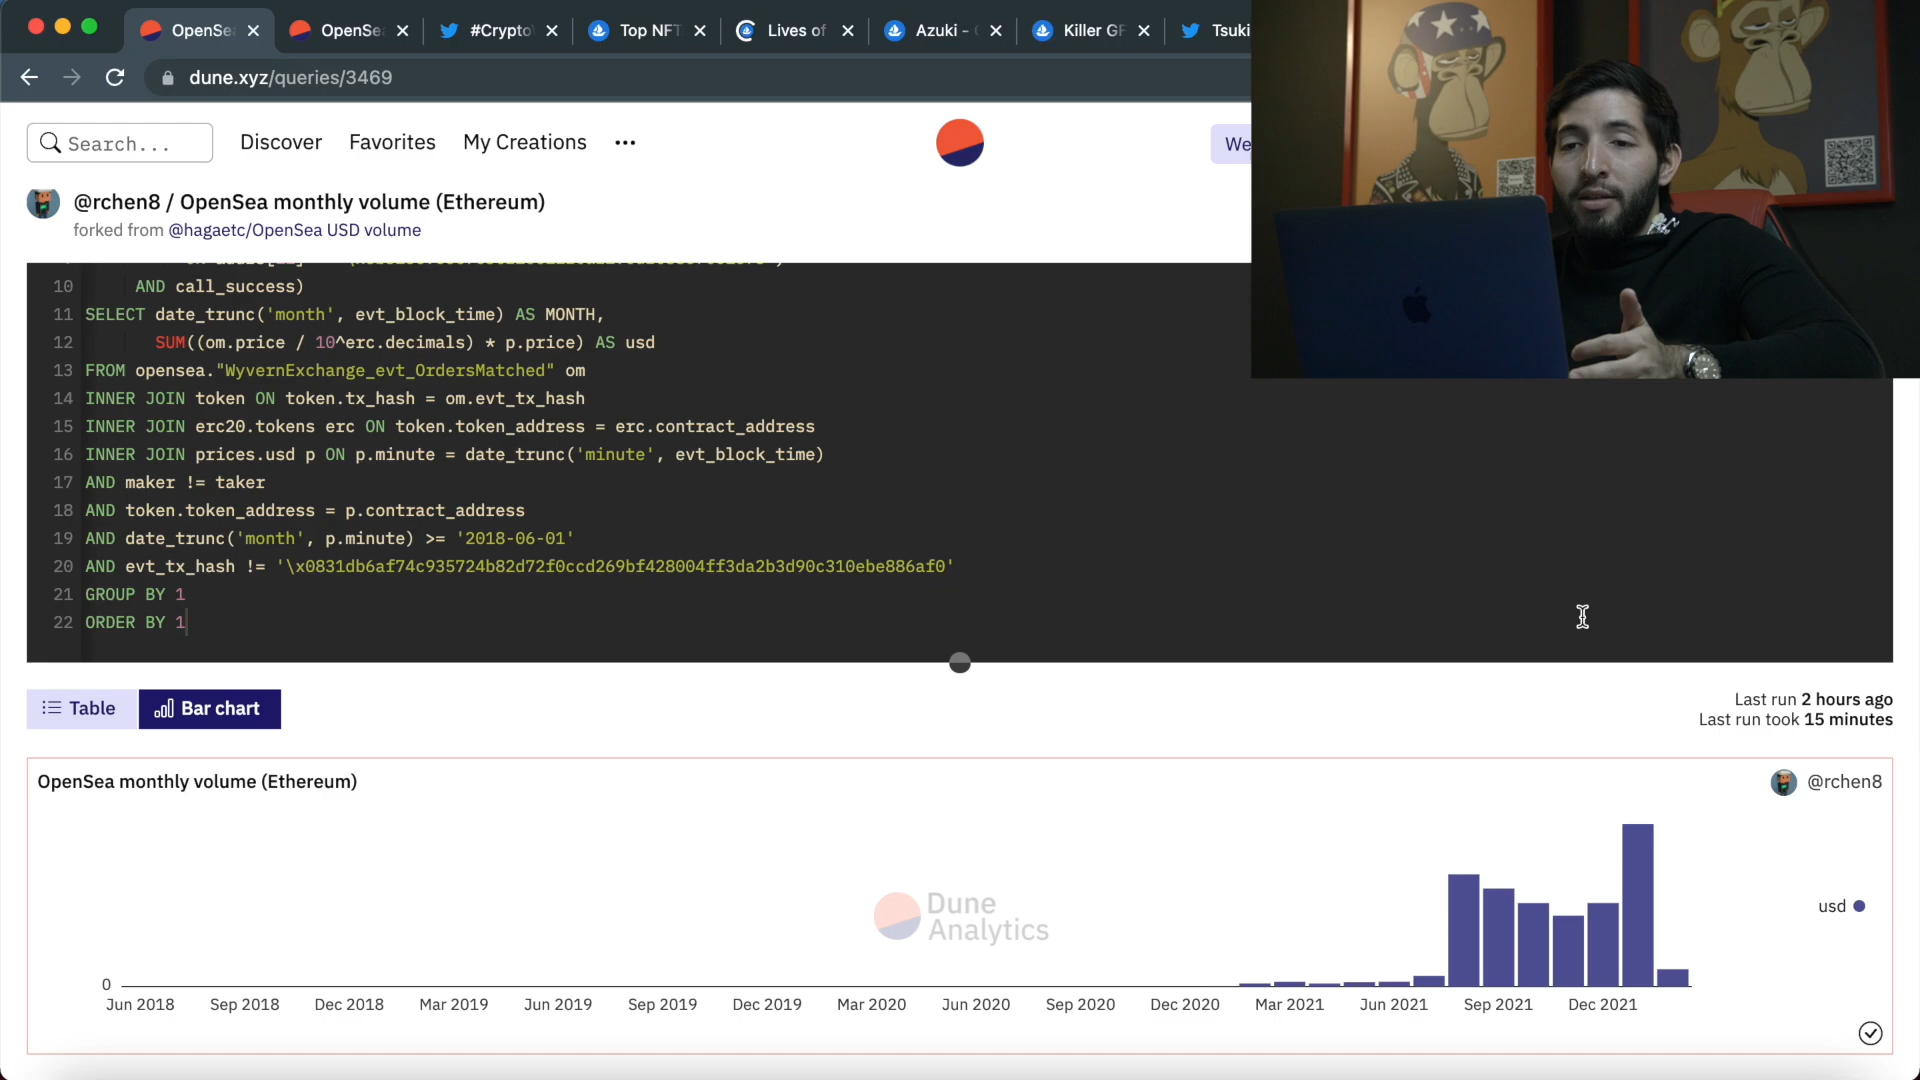 OpenSe
OpenSe
#Crypto
Top NFT
Lives of
Azuki -
Killer GF
Tsuki
dune.xyz/queries/3469
Search...
Discover
Favorites
My Creations
We
@rchen8 / OpenSea monthly volume (Ethereum)
forked from @hagaetc/OpenSea USD volume
10 AND call_success)
11 SELECT date_trunc('month', evt_block_time) AS MONTH,
12 SUM((om.price / 10^erc.decimals) * p.price) AS usd
13 FROM opensea."WyvernExchange_evt_OrdersMatched" om
14 INNER JOIN token ON token.tx_hash = om.evt_tx_hash
15 INNER JOIN erc20.tokens erc ON token.token_address = erc.contract_address
16 INNER JOIN prices.usd p ON p.minute = date_trunc('minute', evt_block_time)
17 AND maker != taker
18 AND token.token_address = p.contract_address
19 AND date_trunc('month', p.minute) >= '2018-06-01'
20 AND evt_tx_hash != '\x0831db6af74c935724b82d72f0ccd269bf428004ff3da2b3d90c310ebe886af0'
21 GROUP BY 1
22 ORDER BY 1
Table
Bar chart
Last run 2 hours ago
Last run took 15 minutes
OpenSea monthly volume (Ethereum)
@rchen8
Dune
Analytics
usd
0
Jun 2018 Sep 2018 Dec 2018 Mar 2019 Jun 2019 Sep 2019 Dec 2019 Mar 2020 Jun 2020 Sep 2020 Dec 2020 Mar 2021 Jun 2021 Sep 2021 Dec 2021